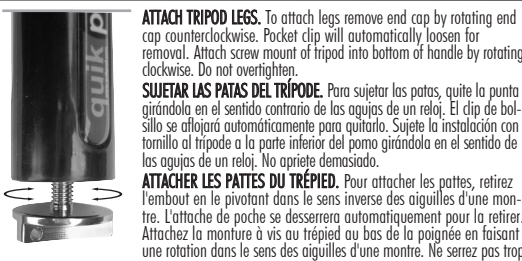 quik p
ATTACH TRIPOD LEGS. To attach legs remove end cap by rotating end
cap counterclockwise. Pocket clip will automatically loosen for
removal. Attach screw mount of tripod into bottom of handle by rotating
clockwise. Do not overtighten.
SUJETAR LAS PATAS DEL TRÍPODE. Para sujetar las patas, quite la punta
girándola en el sentido contrario de las agujas de un reloj. El clip de bol-
sillo se aflojará automáticamente para quitarlo. Sujete la instalación con
tornillo al trípode a la parte inferior del pomo girándola en el sentido de
las agujas de un reloj. No apriete demasiado.
ATTACHER LES PATTES DU TRÉPIED. Pour attacher les pattes, retirez
l'embout en le pivotant dans le sens inverse des aiguilles d'une mon-
tre. L'attache de poche se desserrera automatiquement pour la retirer.
Attachez la monture à vis au trépied au bas de la poignée en faisant
une rotation dans le sens des aiguilles d'une montre. Ne serrez pas trop